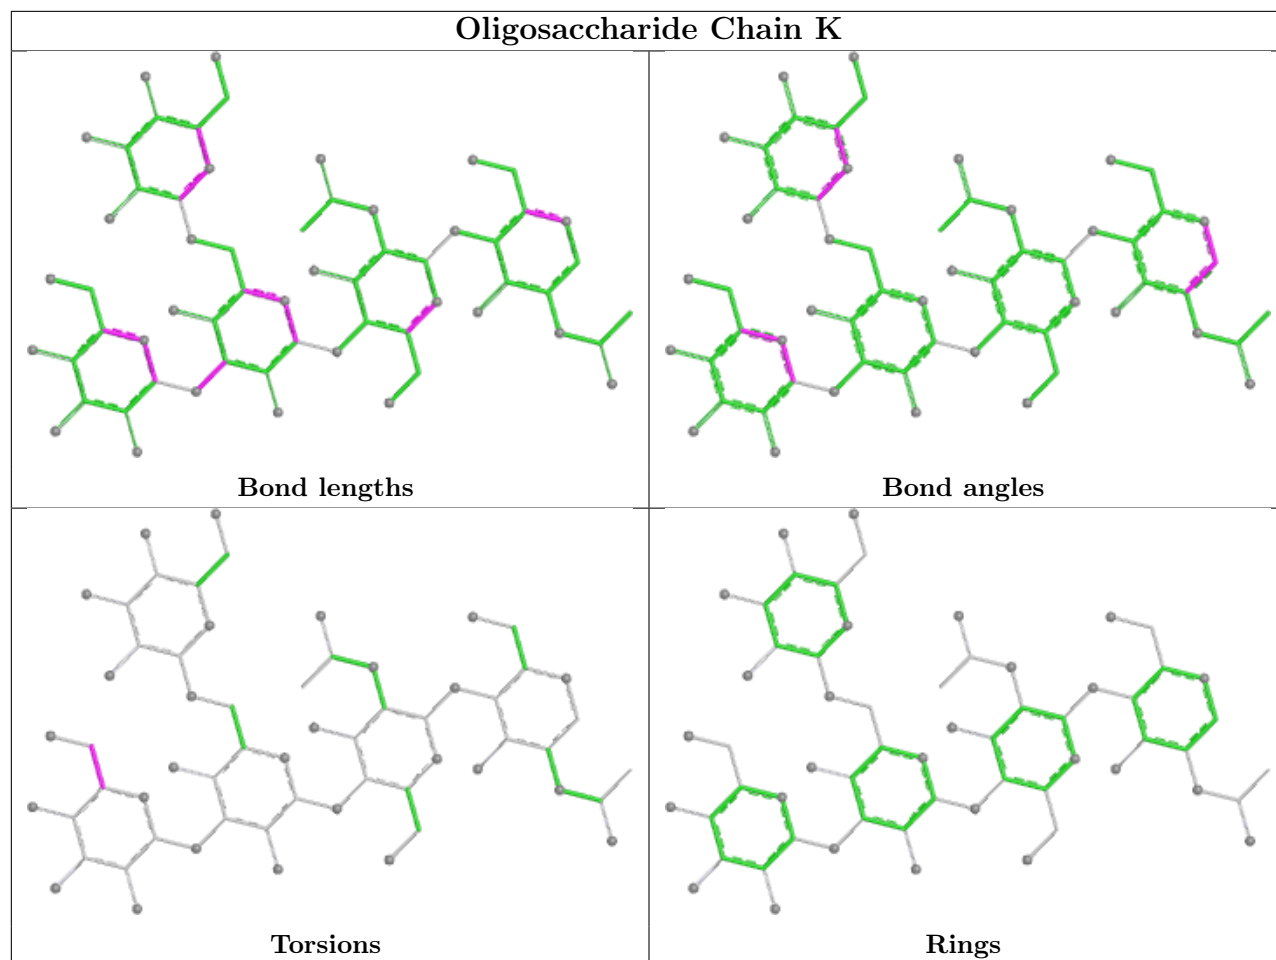 Oligosaccharide Chain K
Bond lengths
Bond angles
Torsions
Rings